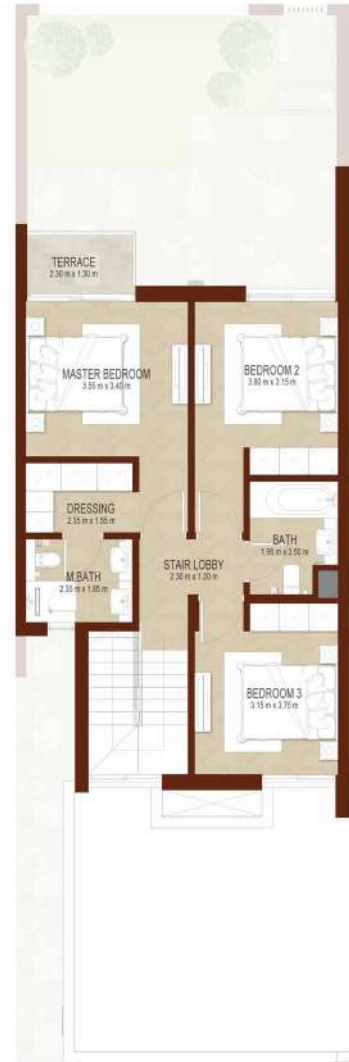 TERRACE
2.30 m x 1.30 m
MASTER BEDROOM
3.55 m x 3.40 m
BEDROOM 2
3.80 m x 3.15 m
DRESSING
2.35 m x 1.55 m
BATH
1.95 m x 2.50 m
STAIR LOBBY
2.30 m x 1.20 m
M.BATH
2.35 m x 1.85 m
BEDROOM 3
3.15 m x 3.75 m